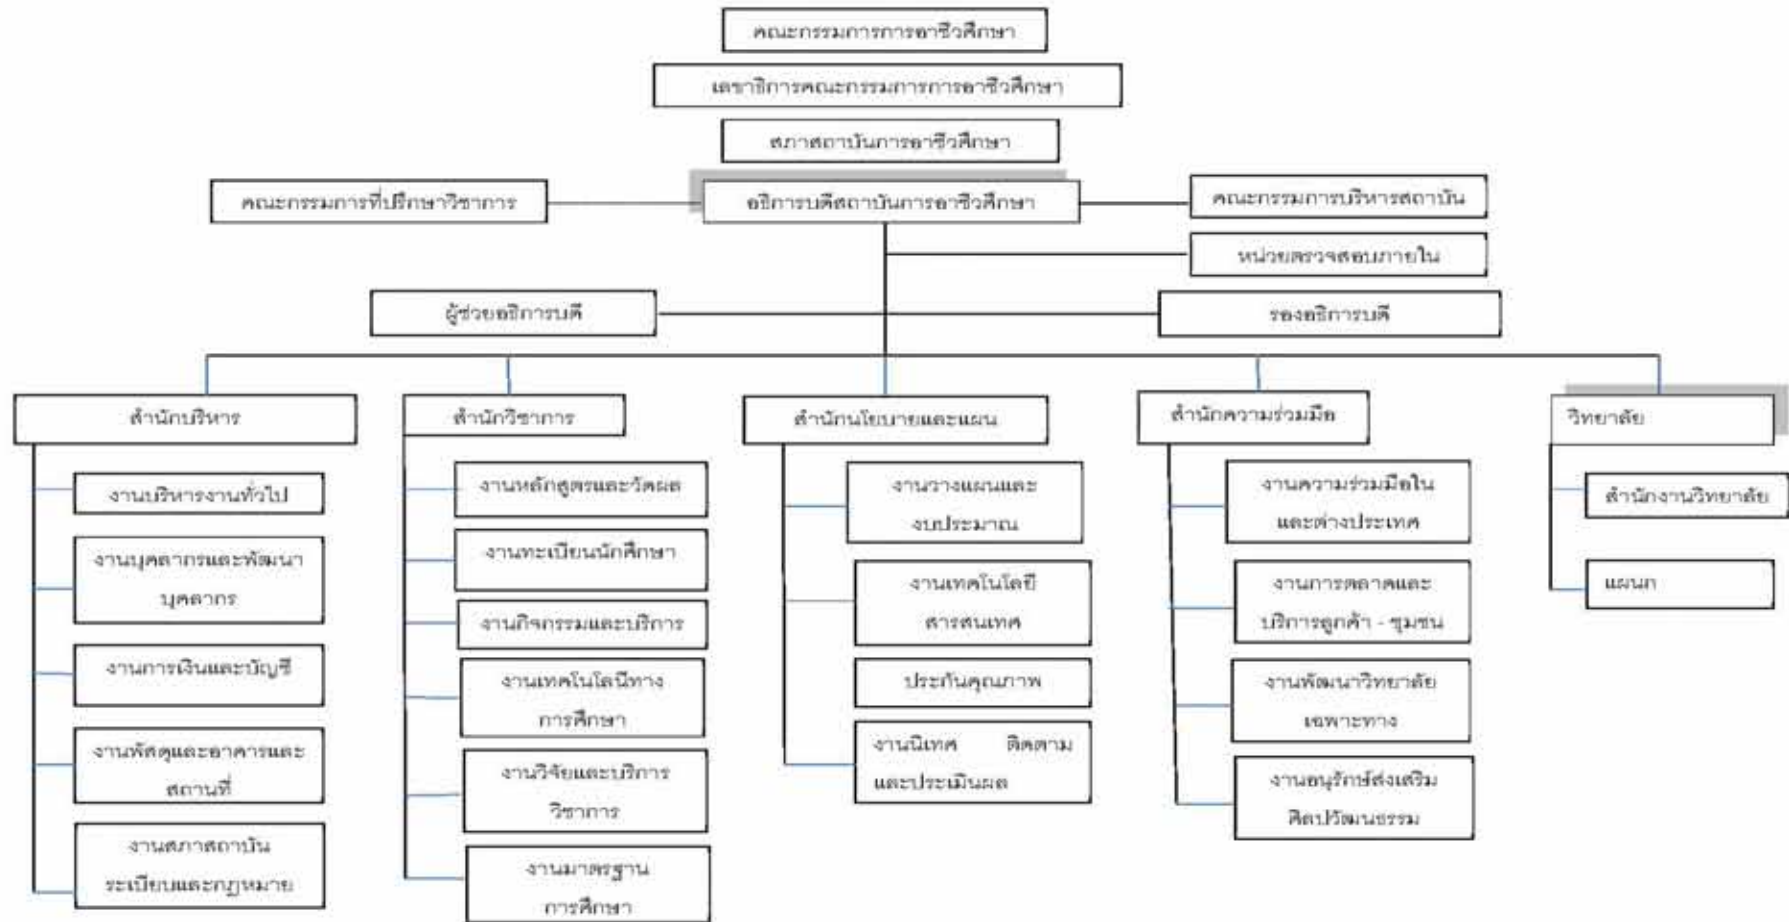 คณะกรรมการการอาชีวศึกษา
เลขาธิการคณะกรรมการการอาชีวศึกษา
สภาสถาบันการอาชีวศึกษา
คณะกรรมการที่ปรึกษาวิชาการ
อธิการบดีสถาบันการอาชีวศึกษา
คณะกรรมการบริหารสถาบัน
หน่วยตรวจสอบภายใน
ผู้ช่วยอธิการบดี
รองอธิการบดี
สำนักบริหาร
งานบริหารงานทั่วไป
งานบุคลากรและพัฒนา
บุคลากร
งานการเงินและบัญชี
งานพัสดุและอาคารและ
สถานที่
งานสภาสถาบัน
ระเบียบและกฎหมาย
สำนักวิชาการ
งานหลักสูตรและวัดผล
งานทะเบียนนักศึกษา
งานกิจกรรมและบริการ
งานเทคโนโลนีทาง
การศึกษา
งานวิจัยและบริการ
วิชาการ
งานมาตรฐาน
การศึกษา
สำนักนโยบายและแผน
งานวางแผนและ
งบประมาณ
งานเทคโนโลยี
สารสนเทศ
ประกันคุณภาพ
งานนิเทศ ติดตาม
และประเมินผล
สำนักความร่วมมือ
งานความร่วมมือใน
และต่างประเทศ
งานการตลาดและ
บริการลูกค้า - ชุมชน
งานพัฒนาวิทยาลัย
เฉพาะทาง
งานอนุรักษ์ส่งเสริม
ศิลปวัฒนธรรม
วิทยาลัย
สำนักงานวิทยาลัย
แผนก